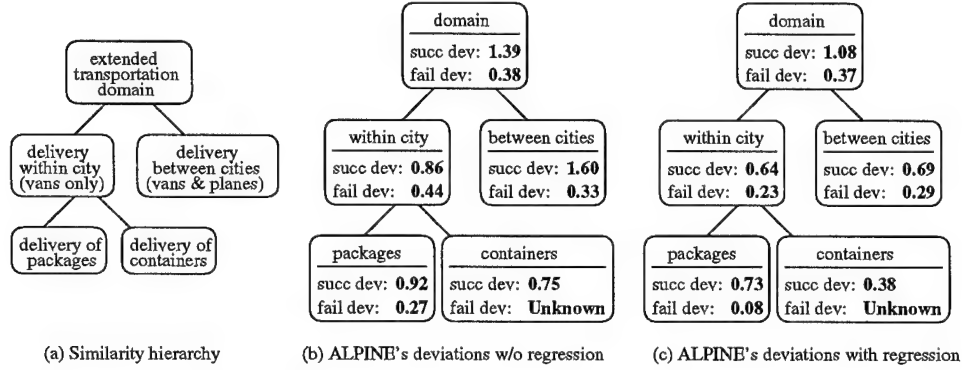 extended
transportation
domain
delivery
within city
(vans only)
delivery
between cities
(vans & planes)
delivery of
packages
delivery of
containers
(a) Similarity hierarchy
domain
succ dev: 1.39
fail dev: 0.38
within city
succ dev: 0.86
fail dev: 0.44
between cities
succ dev: 1.60
fail dev: 0.33
packages
succ dev: 0.92
fail dev: 0.27
containers
succ dev: 0.75
fail dev: Unknown
(b) ALPINE's deviations w/o regression
domain
succ dev: 1.08
fail dev: 0.37
within city
succ dev: 0.64
fail dev: 0.23
between cities
succ dev: 0.69
fail dev: 0.29
packages
succ dev: 0.73
fail dev: 0.08
containers
succ dev: 0.38
fail dev: Unknown
(c) ALPINE's deviations with regression